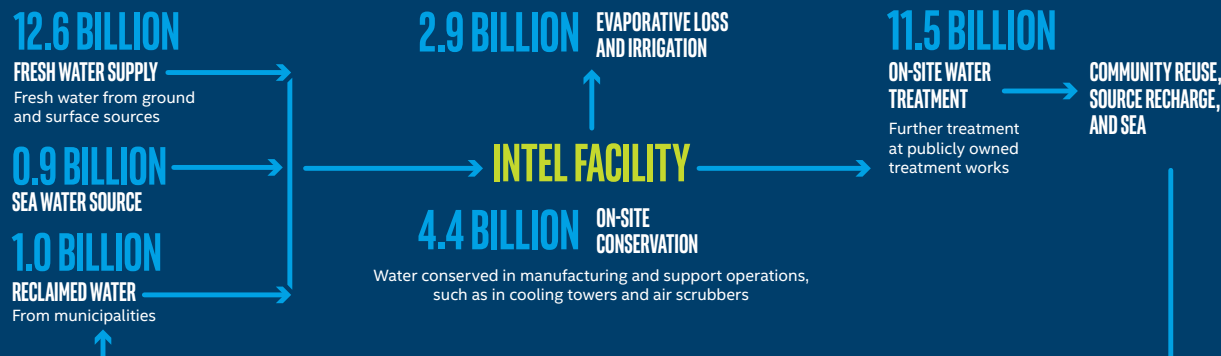 12.6 BILLION
FRESH WATER SUPPLY
Fresh water from ground
and surface sources
0.9 BILLION
SEA WATER SOURCE
1.0 BILLION
RECLAIMED WATER
From municipalities
2.9 BILLION
EVAPORATIVE LOSS
AND IRRIGATION
INTEL FACILITY
4.4 BILLION
ON-SITE
CONSERVATION
Water conserved in manufacturing and support operations,
such as in cooling towers and air scrubbers
11.5 BILLION
ON-SITE WATER
TREATMENT
Further treatment
at publicly owned
treatment works
COMMUNITY REUSE,
SOURCE RECHARGE,
AND SEA